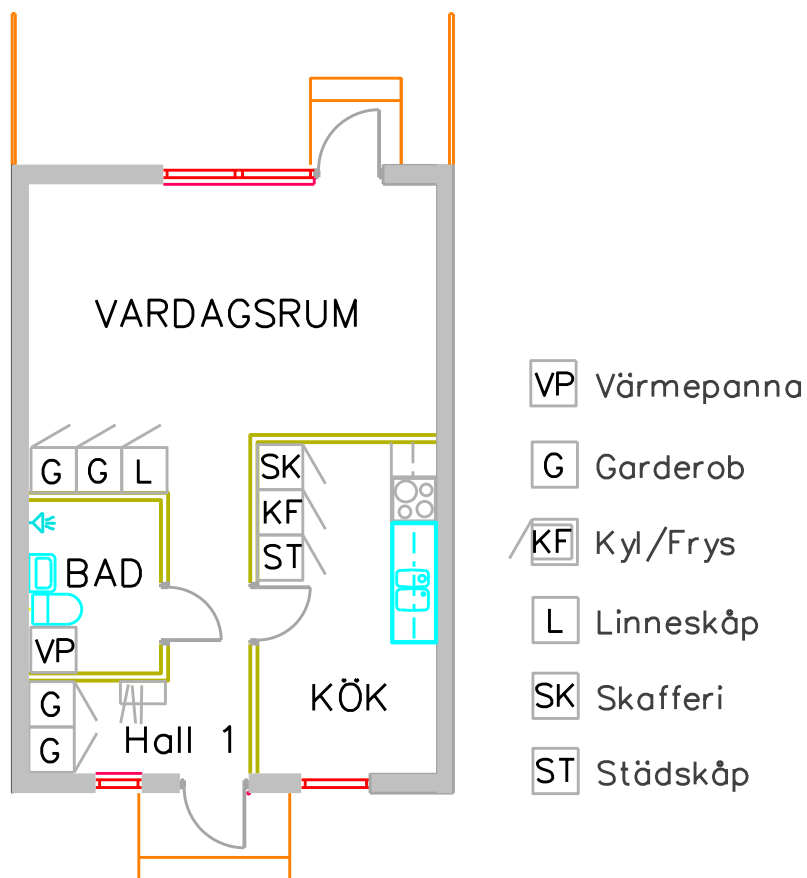 VARDAGSRUM
VP Värmepanna
G G L
SK
G Garderob
KF
KF Kyl/Frys
ST
BAD
L Linneskåp
VP
G
KÖK
SK Skafferi
G
Hall 1
ST Städskåp